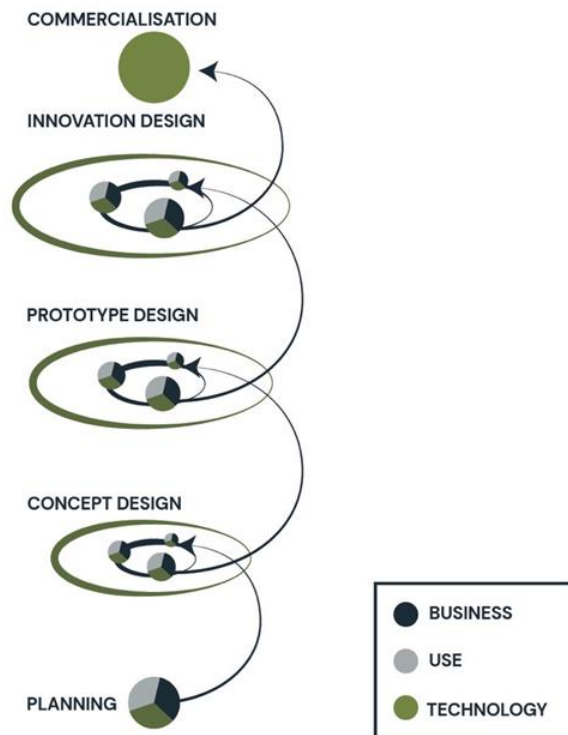 COMMERCIALISATION
INNOVATION DESIGN
PROTOTYPE DESIGN
CONCEPT DESIGN
PLANNING
BUSINESS
USE
TECHNOLOGY